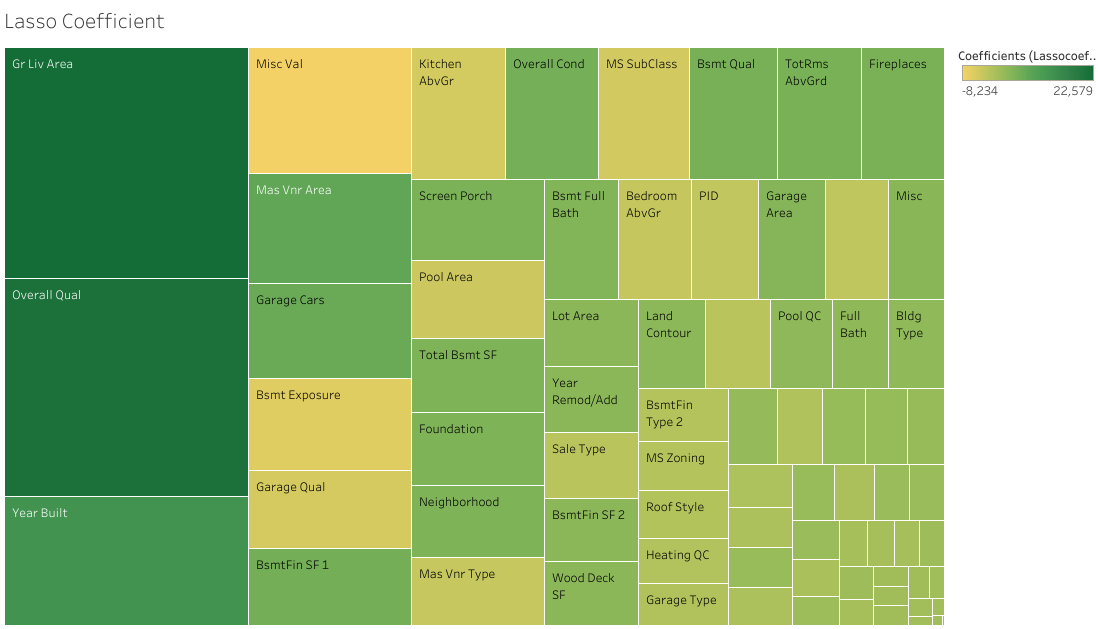 Lasso Coefficient
Gr Liv Area
Overall Qual
Year Built
Misc Val
Mas Vnr Area
Garage Cars
Bsmt Exposure
Garage Qual
BsmtFin SF 1
Kitchen
AbvGr
Overall Cond
MS SubClass
Bsmt Qual
TotRms
AbvGrd
Fireplaces
Screen Porch
Pool Area
Total Bsmt SF
Foundation
Neighborhood
Mas Vnr Type
Bsmt Full
Bath
Bedroom
AbvGr
PID
Garage
Area
Misc
Lot Area
Year
Remod/Add
Sale Type
BsmtFin SF 2
Wood Deck
SF
Land
Contour
Pool QC
Full
Bath
Bldg
Type
BsmtFin
Type 2
MS Zoning
Roof Style
Heating QC
Garage Type
Coefficients (Lassocoef..
-8,234
22,579